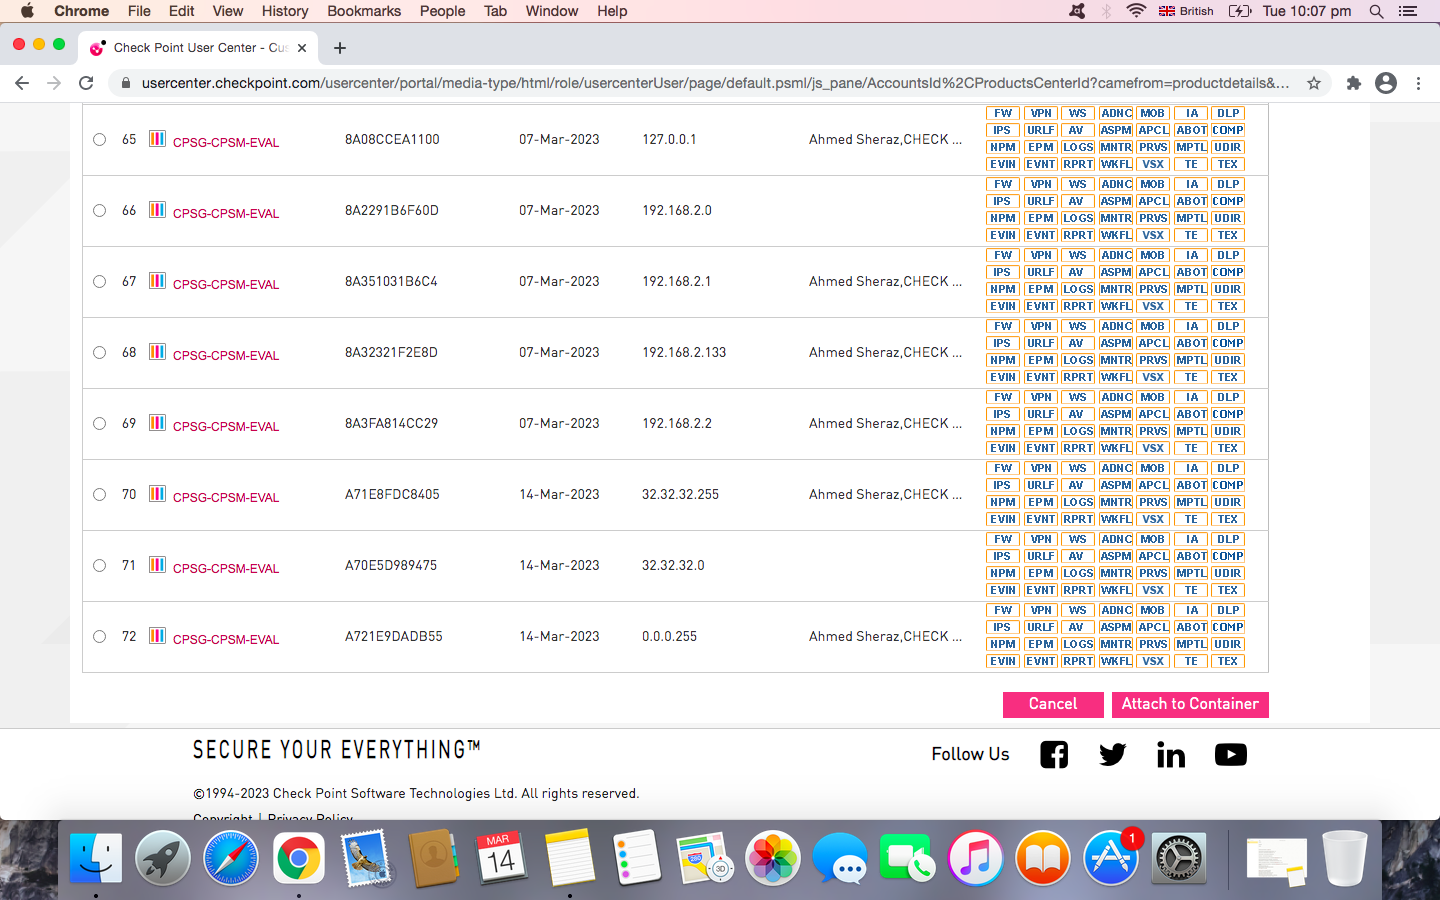 Chrome File Edit View History Bookmarks People Tab Window Help British Tue 10:07 pm
Check Point User Center - Cus
usercenter.checkpoint.com/usercenter/portal/media-type/html/role/usercenterUser/page/default.psml/js_pane/AccountsId%2CProductsCenterId?camefrom=productdetails&...
FW VPN WS ADNC MOB IA DLP
65 CPSG-CPSM-EVAL 8A08CCEA1100 07-Mar-2023 127.0.0.1 Ahmed Sheraz,CHECK ... IPS URLF AV ASPM APCL ABOT COMP
NPM EPM LOGS MNTR PRVS MPTL UDIR
EVIN EVNT RPRT WKFL VSX TE TEX
FW VPN WS ADNC MOB IA DLP
66 CPSG-CPSM-EVAL 8A2291B6F60D 07-Mar-2023 192.168.2.0 IPS URLF AV ASPM APCL ABOT COMP
NPM EPM LOGS MNTR PRVS MPTL UDIR
EVIN EVNT RPRT WKFL VSX TE TEX
FW VPN WS ADNC MOB IA DLP
67 CPSG-CPSM-EVAL 8A351031B6C4 07-Mar-2023 192.168.2.1 Ahmed Sheraz,CHECK ... IPS URLF AV ASPM APCL ABOT COMP
NPM EPM LOGS MNTR PRVS MPTL UDIR
EVIN EVNT RPRT WKFL VSX TE TEX
FW VPN WS ADNC MOB IA DLP
68 CPSG-CPSM-EVAL 8A32321F2E8D 07-Mar-2023 192.168.2.133 Ahmed Sheraz,CHECK ... IPS URLF AV ASPM APCL ABOT COMP
NPM EPM LOGS MNTR PRVS MPTL UDIR
EVIN EVNT RPRT WKFL VSX TE TEX
FW VPN WS ADNC MOB IA DLP
69 CPSG-CPSM-EVAL 8A3FA814CC29 07-Mar-2023 192.168.2.2 Ahmed Sheraz,CHECK ... IPS URLF AV ASPM APCL ABOT COMP
NPM EPM LOGS MNTR PRVS MPTL UDIR
EVIN EVNT RPRT WKFL VSX TE TEX
FW VPN WS ADNC MOB IA DLP
70 CPSG-CPSM-EVAL A71E8FDC8405 14-Mar-2023 32.32.32.255 Ahmed Sheraz,CHECK ... IPS URLF AV ASPM APCL ABOT COMP
NPM EPM LOGS MNTR PRVS MPTL UDIR
EVIN EVNT RPRT WKFL VSX TE TEX
FW VPN WS ADNC MOB IA DLP
71 CPSG-CPSM-EVAL A70E5D989475 14-Mar-2023 32.32.32.0 IPS URLF AV ASPM APCL ABOT COMP
NPM EPM LOGS MNTR PRVS MPTL UDIR
EVIN EVNT RPRT WKFL VSX TE TEX
FW VPN WS ADNC MOB IA DLP
72 CPSG-CPSM-EVAL A721E9DADB55 14-Mar-2023 0.0.0.255 Ahmed Sheraz,CHECK ... IPS URLF AV ASPM APCL ABOT COMP
NPM EPM LOGS MNTR PRVS MPTL UDIR
EVIN EVNT RPRT WKFL VSX TE TEX
Cancel Attach to Container
SECURE YOUR EVERYTHING™ Follow Us
©1994-2023 Check Point Software Technologies Ltd. All rights reserved.
Copyright | Privacy Policy
MAR
14
280
3D
1